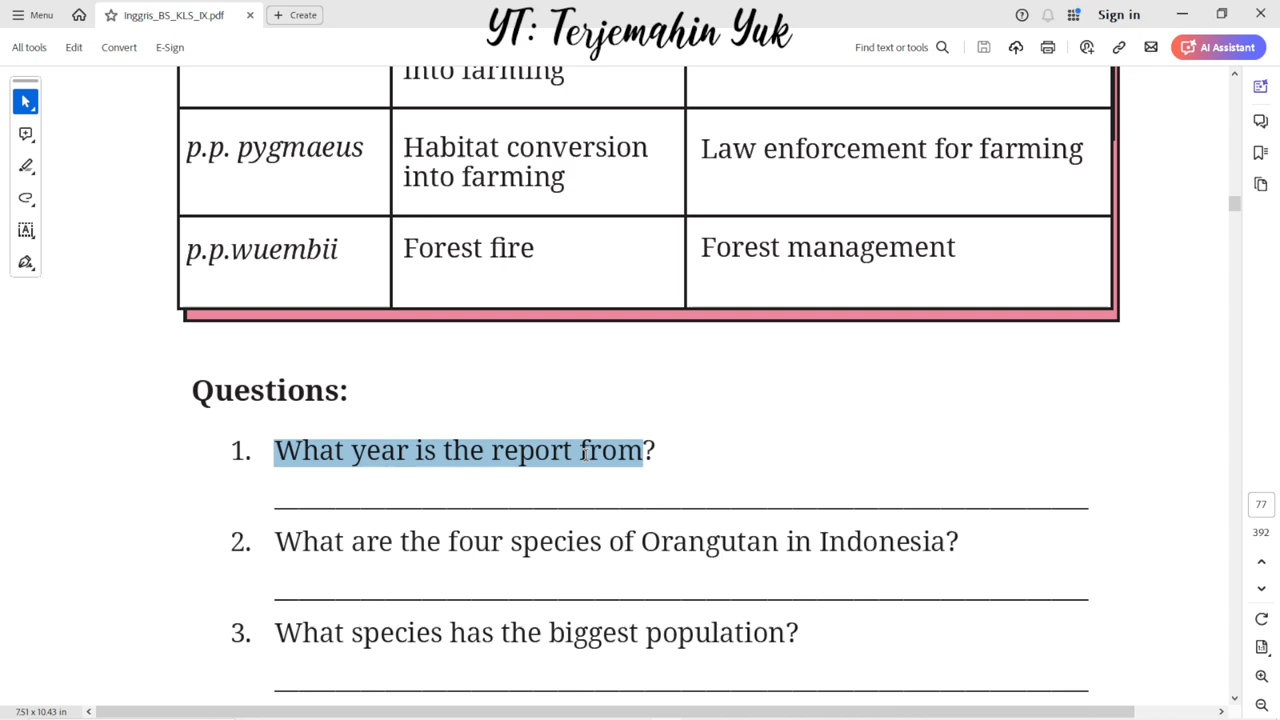 Menu
Inggris_BS_KLS_IX.pdf
Create
YT: Terjemahin Yuk
Sign in
All tools
Edit
Convert
E-Sign
Find text or tools
AI Assistant
into farming
p.p. pygmaeus
Habitat conversion
into farming
Law enforcement for farming
p.p.wuembii
Forest fire
Forest management
Questions:
1. What year is the report from?
2. What are the four species of Orangutan in Indonesia?
3. What species has the biggest population?
77
392
7.51 x 10.43 in